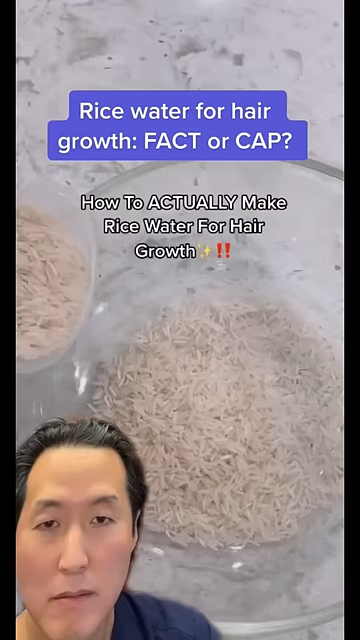 Rice water for hair
growth: FACT or CAP?
How To ACTUALLY Make
Rice Water For Hair
Growth✨‼️